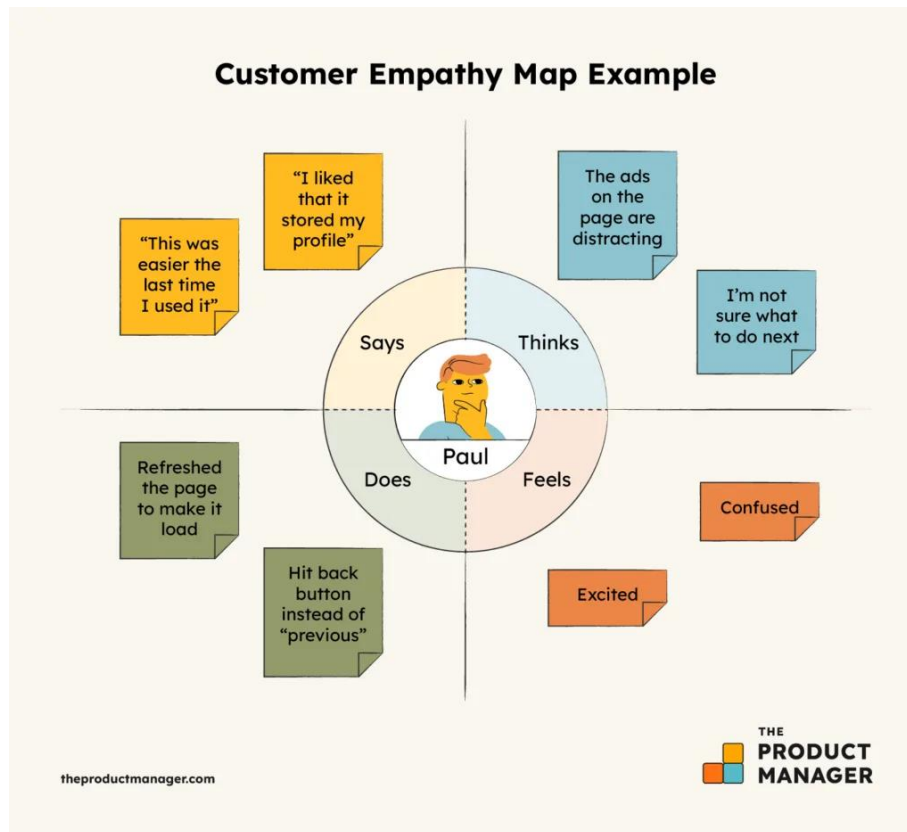 Customer Empathy Map Example
“This was
easier the
last time
I used it”
“I liked
that it
stored my
profile”
The ads
on the
page are
distracting
I’m not
sure what
to do next
Says
Thinks
Paul
Does
Feels
Refreshed
the page
to make it
load
Hit back
button
instead of
“previous”
Confused
Excited
theproductmanager.com
THE
PRODUCT
MANAGER